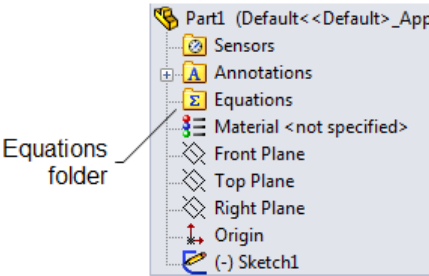 Part1 (Default<<Default>_App
Sensors
A Annotations
Σ Equations
Material <not specified>
Front Plane
Top Plane
Right Plane
Origin
(-) Sketch1
Equations
folder